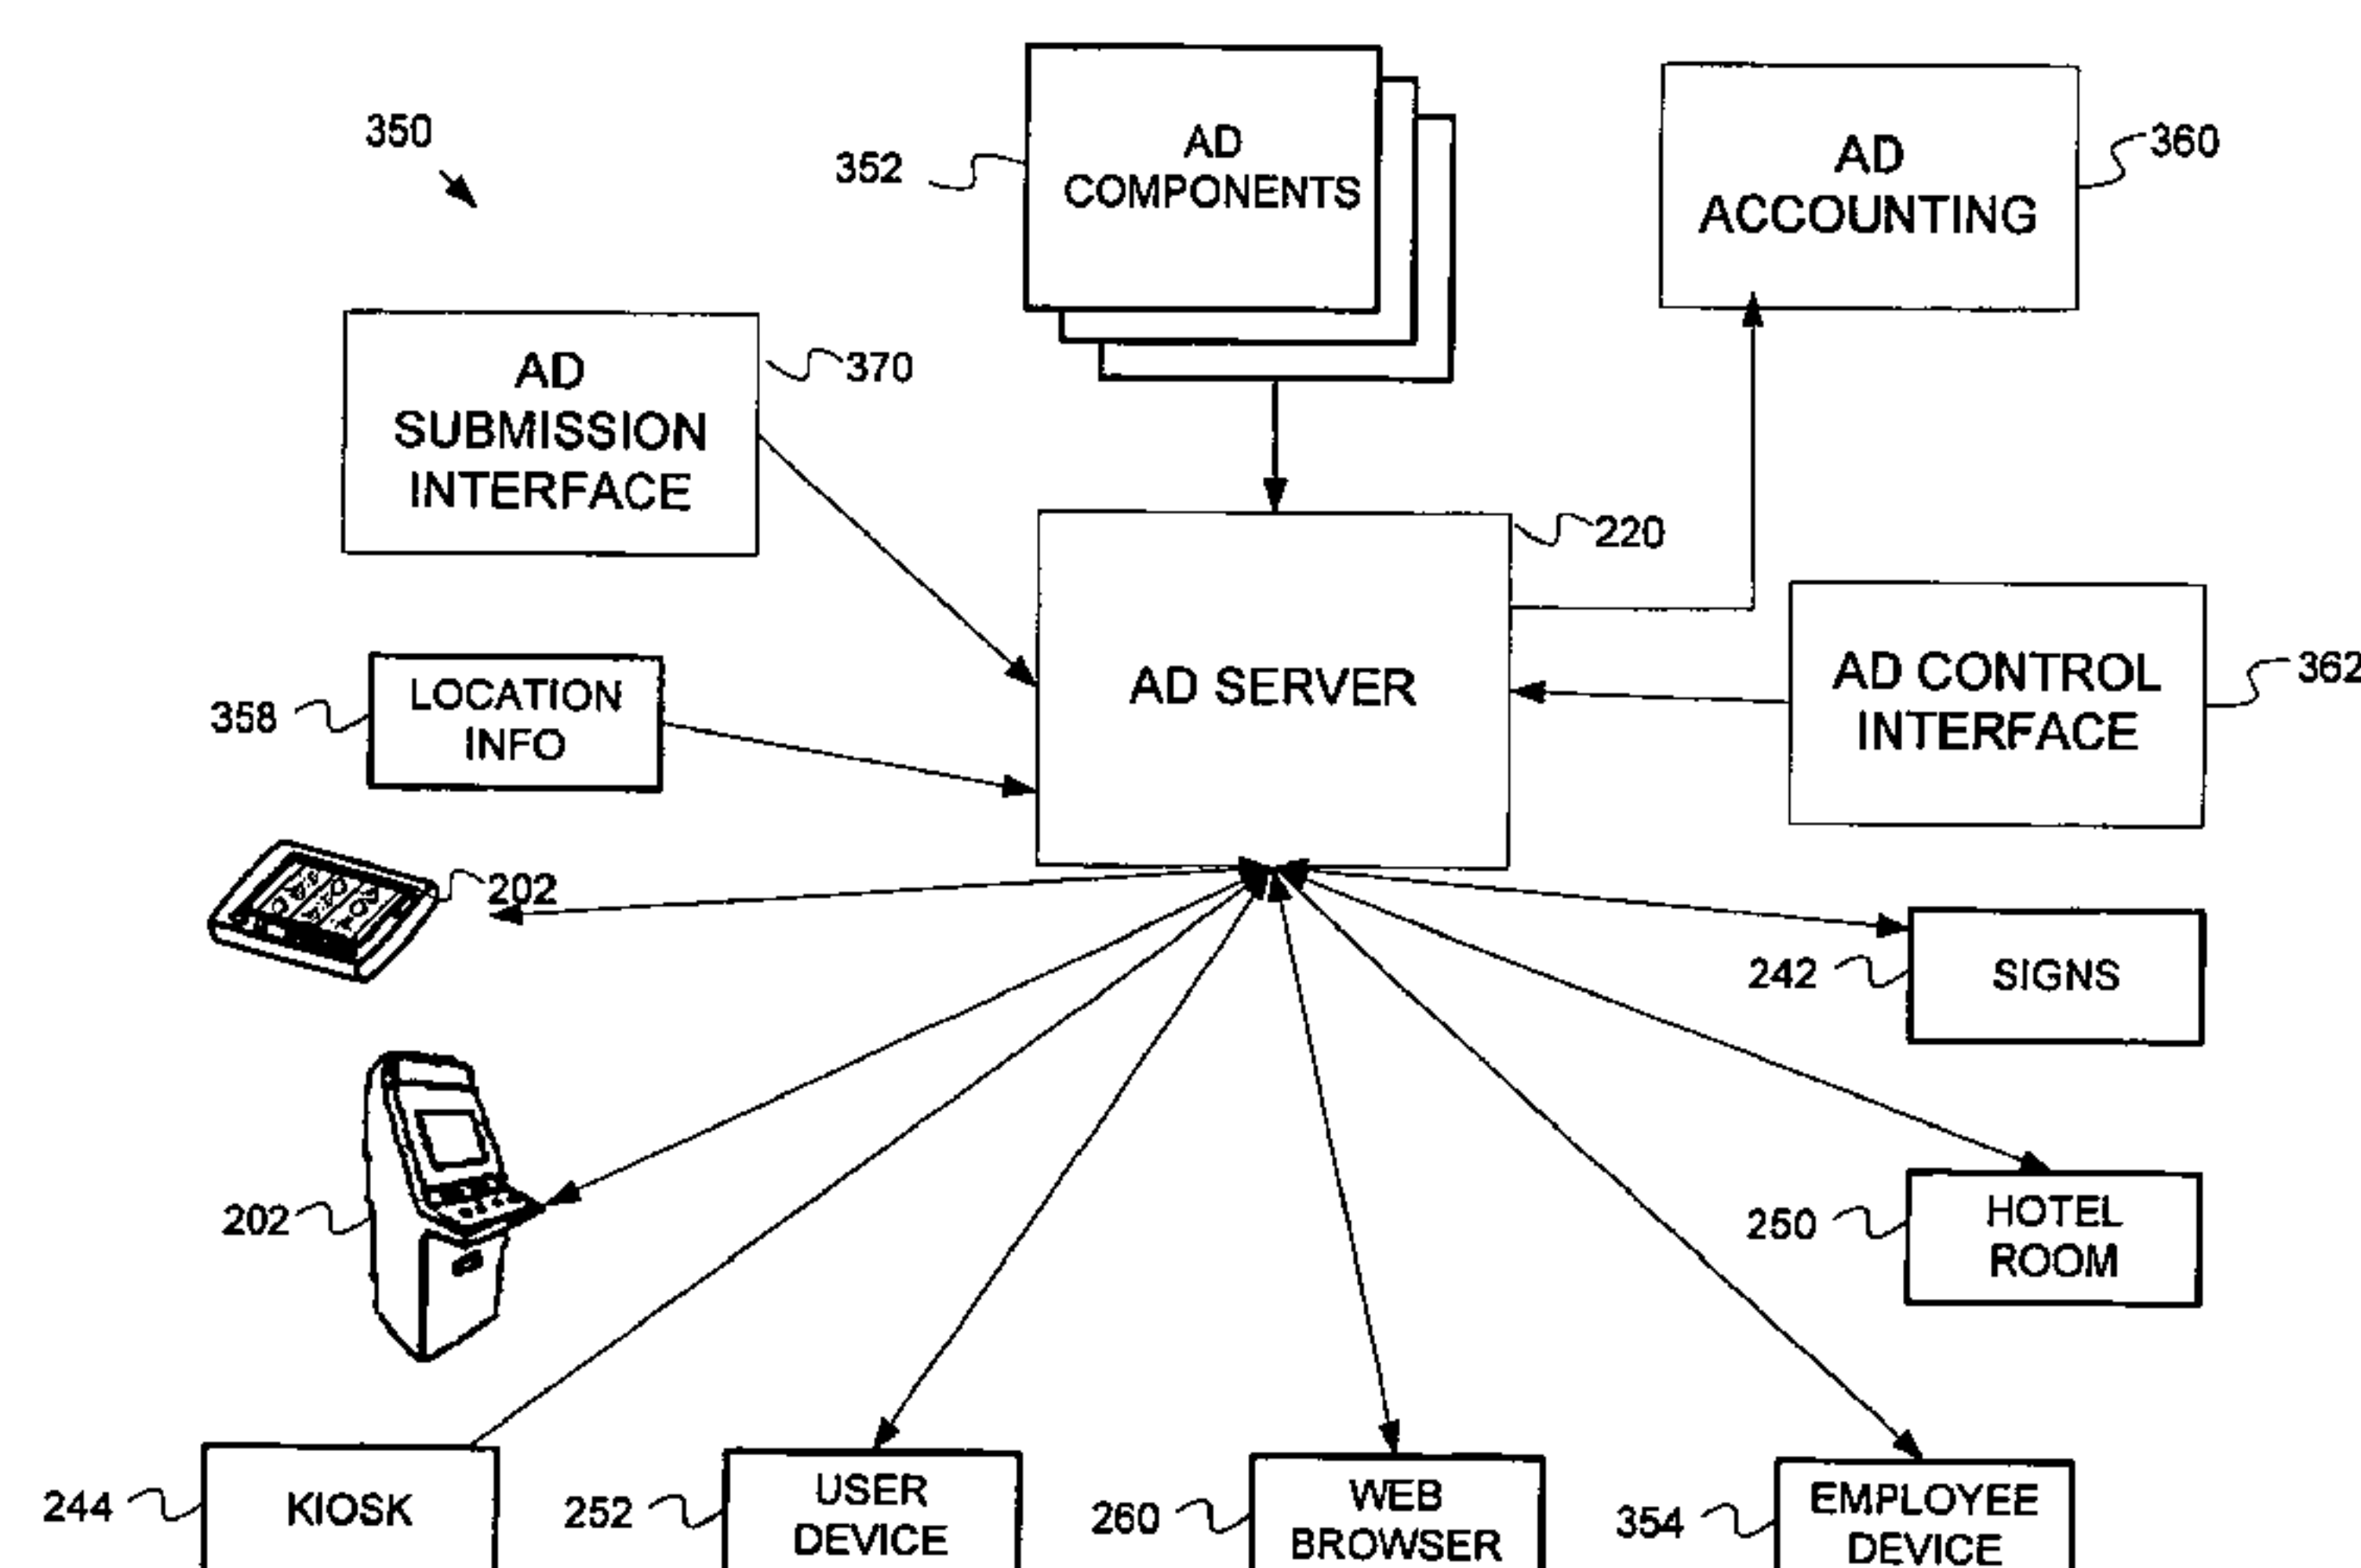 350
352
AD
COMPONENTS
AD
ACCOUNTING
360
AD
SUBMISSION
INTERFACE
370
220
AD SERVER
AD CONTROL
INTERFACE
362
358
LOCATION
INFO
202
242
SIGNS
202
250
HOTEL
ROOM
244
KIOSK
252
USER
DEVICE
260
WEB
BROWSER
354
EMPLOYEE
DEVICE